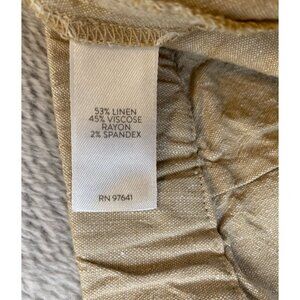 53% LINEN
45% VISCOSE
RAYON
2% SPANDEX
RN 97641